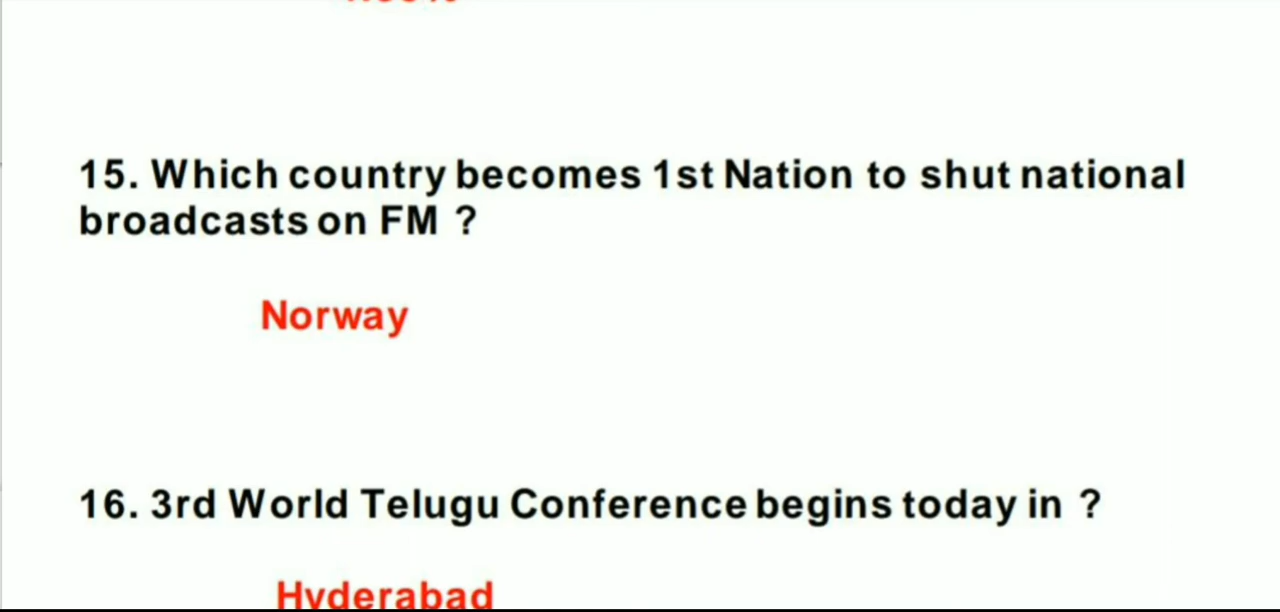 15. Which country becomes 1st Nation to shut national
broadcasts on FM ?
Norway
16. 3rd World Telugu Conference begins today in ?
Hyderabad